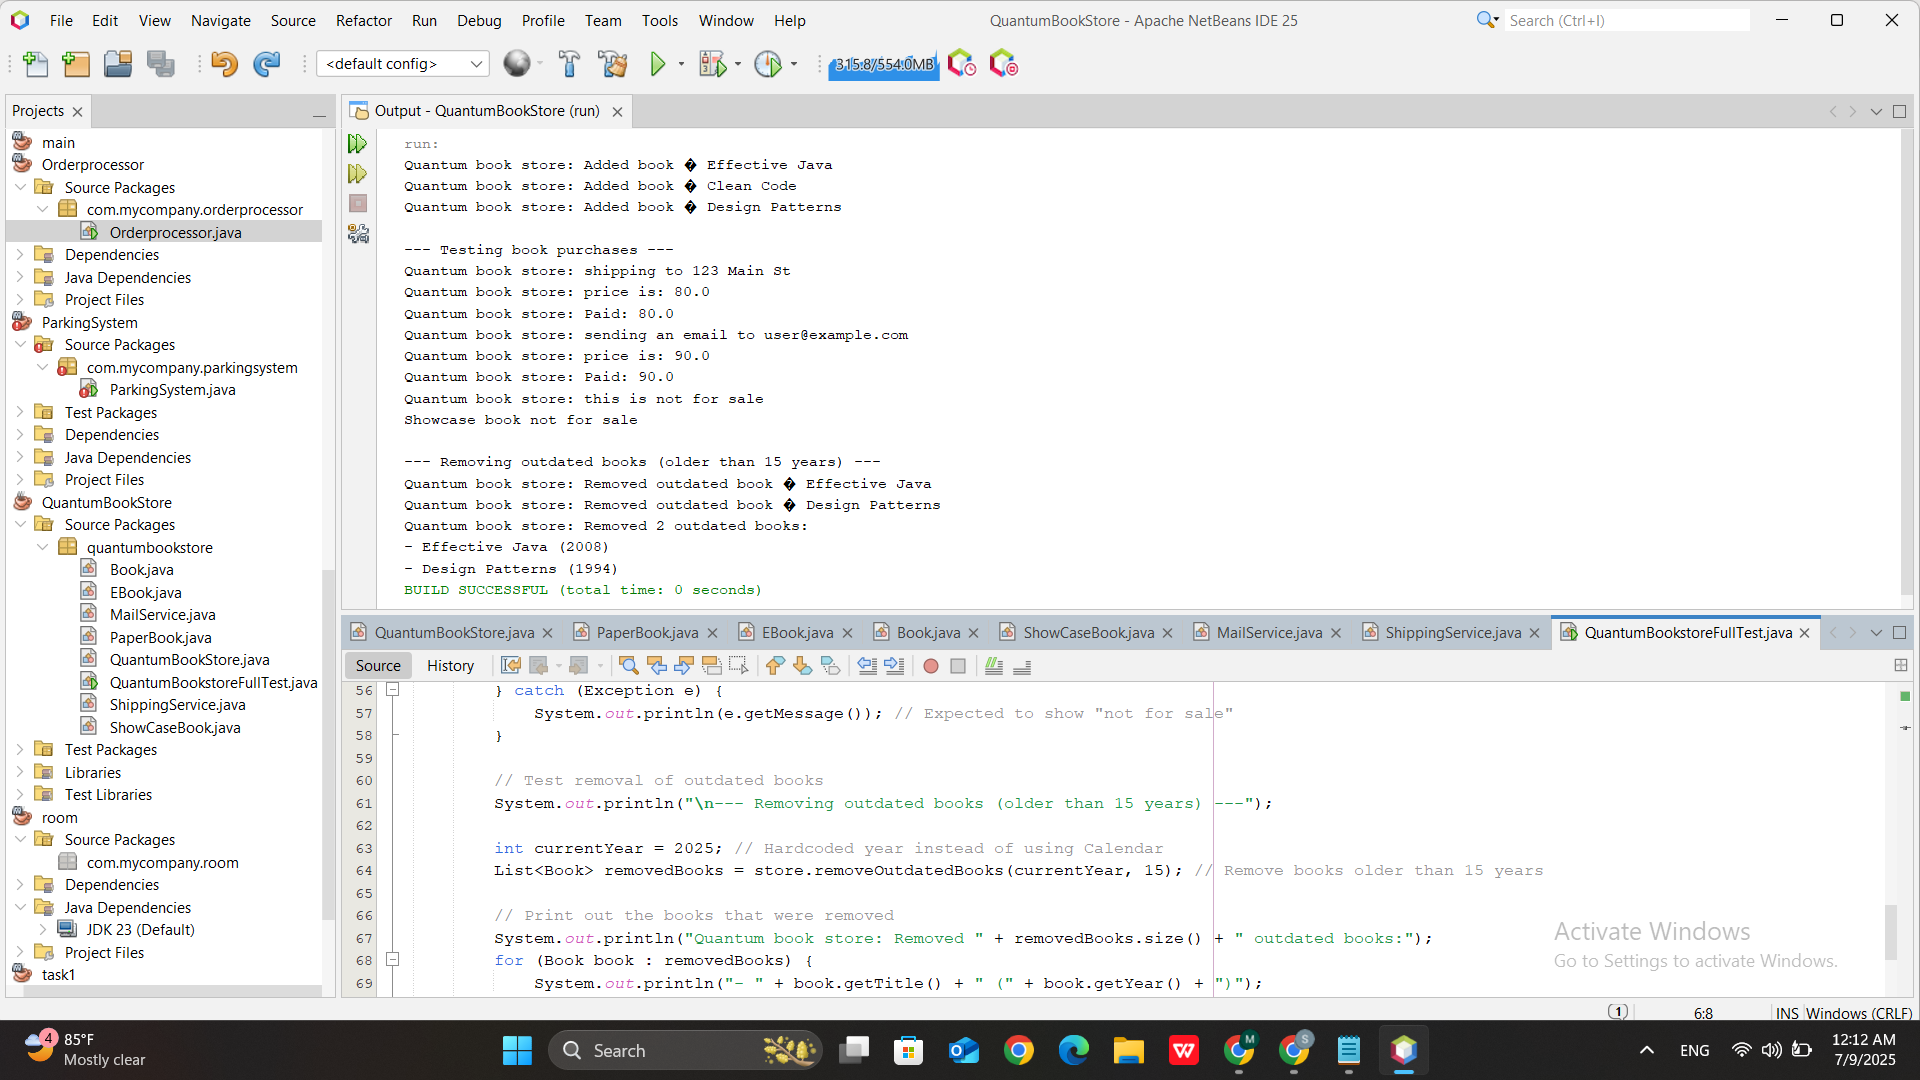 File Edit View Navigate Source Refactor Run Debug Profile Team Tools Window Help
QuantumBookStore - Apache NetBeans IDE 25
Search (Ctrl+I)
<default config>
315.8/554.0MB
Projects
main
Orderprocessor
Source Packages
com.mycompany.orderprocessor
Orderprocessor.java
Dependencies
Java Dependencies
Project Files
ParkingSystem
Source Packages
com.mycompany.parkingsystem
ParkingSystem.java
Test Packages
Dependencies
Java Dependencies
Project Files
QuantumBookStore
Source Packages
quantumbookstore
Book.java
EBook.java
MailService.java
PaperBook.java
QuantumBookStore.java
QuantumBookstoreFullTest.java
ShippingService.java
ShowCaseBook.java
Test Packages
Libraries
Test Libraries
room
Source Packages
com.mycompany.room
Dependencies
Java Dependencies
JDK 23 (Default)
Project Files
task1
Output - QuantumBookStore (run)
run:
Quantum book store: Added book � Effective Java
Quantum book store: Added book � Clean Code
Quantum book store: Added book � Design Patterns
--- Testing book purchases ---
Quantum book store: shipping to 123 Main St
Quantum book store: price is: 80.0
Quantum book store: Paid: 80.0
Quantum book store: sending an email to user@example.com
Quantum book store: price is: 90.0
Quantum book store: Paid: 90.0
Quantum book store: this is not for sale
Showcase book not for sale
--- Removing outdated books (older than 15 years) ---
Quantum book store: Removed outdated book � Effective Java
Quantum book store: Removed outdated book � Design Patterns
Quantum book store: Removed 2 outdated books:
- Effective Java (2008)
- Design Patterns (1994)
BUILD SUCCESSFUL (total time: 0 seconds)
QuantumBookStore.java PaperBook.java EBook.java Book.java ShowCaseBook.java MailService.java ShippingService.java QuantumBookstoreFullTest.java
Source History
56 } catch (Exception e) {
57 System.out.println(e.getMessage()); // Expected to show "not for sale"
58 }
59
60 // Test removal of outdated books
61 System.out.println("\n--- Removing outdated books (older than 15 years) ---");
62
63 int currentYear = 2025; // Hardcoded year instead of using Calendar
64 List<Book> removedBooks = store.removeOutdatedBooks(currentYear, 15); // Remove books older than 15 years
65
66 // Print out the books that were removed
67 System.out.println("Quantum book store: Removed " + removedBooks.size() + " outdated books:");
68 for (Book book : removedBooks) {
69 System.out.println("- " + book.getTitle() + " (" + book.getYear() + ")");
Activate Windows
Go to Settings to activate Windows.
1 6:8 INS Windows (CRLF)
4
85°F
Mostly clear
Search
M
S
ENG
12:12 AM
7/9/2025